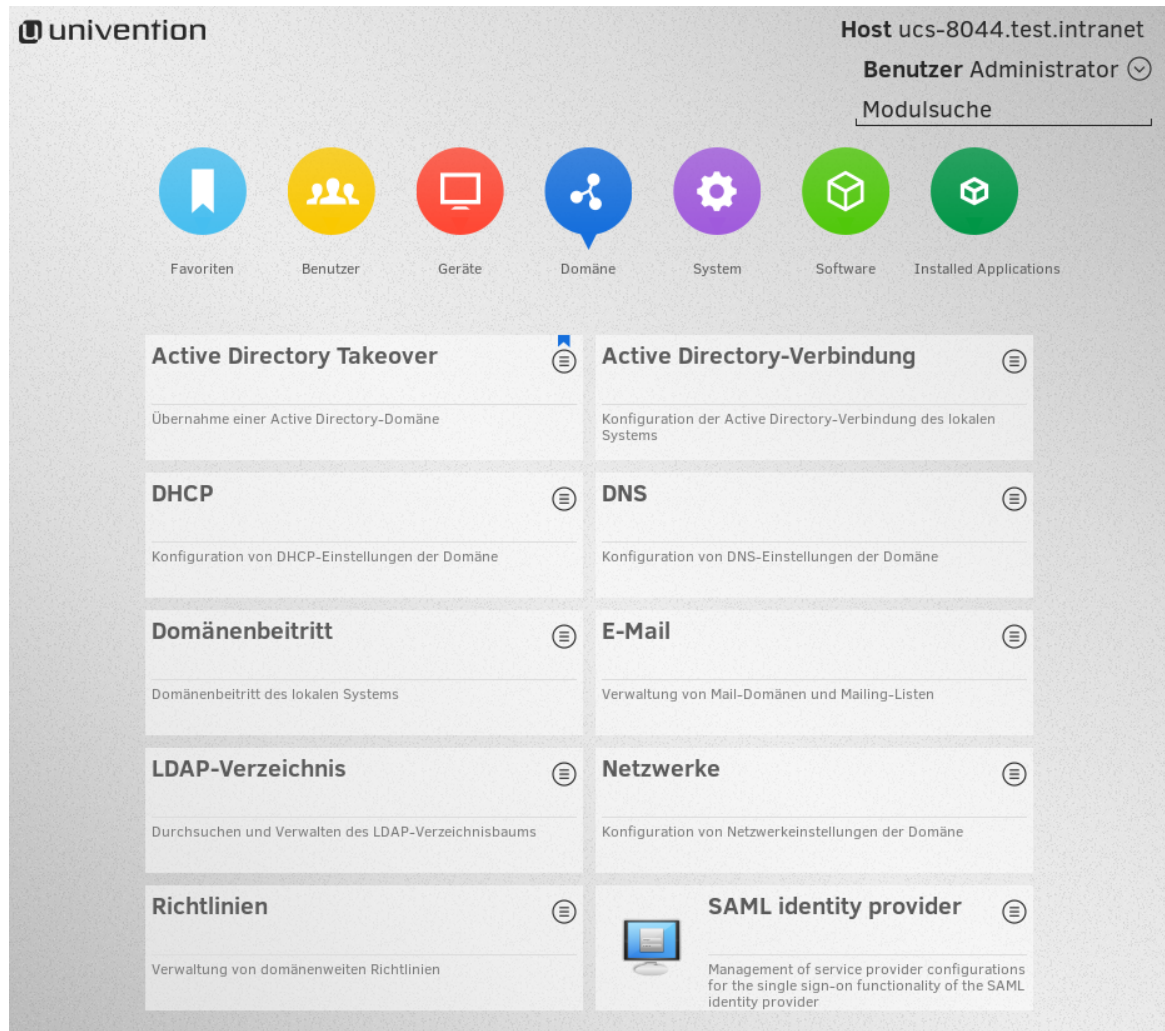 univention
Host ucs-8044.test.intranet
Benutzer Administrator
Modulsuche
Favoriten
Benutzer
Geräte
Domäne
System
Software
Installed Applications
Active Directory Takeover
Übernahme einer Active Directory-Domäne
Active Directory-Verbindung
Konfiguration der Active Directory-Verbindung des lokalen
Systems
DHCP
Konfiguration von DHCP-Einstellungen der Domäne
DNS
Konfiguration von DNS-Einstellungen der Domäne
Domänenbeitritt
Domänenbeitritt des lokalen Systems
E-Mail
Verwaltung von Mail-Domänen und Mailing-Listen
LDAP-Verzeichnis
Durchsuchen und Verwalten des LDAP-Verzeichnisbaums
Netzwerke
Konfiguration von Netzwerkeinstellungen der Domäne
Richtlinien
Verwaltung von domänenweiten Richtlinien
SAML identity provider
Management of service provider configurations
for the single sign-on functionality of the SAML
identity provider